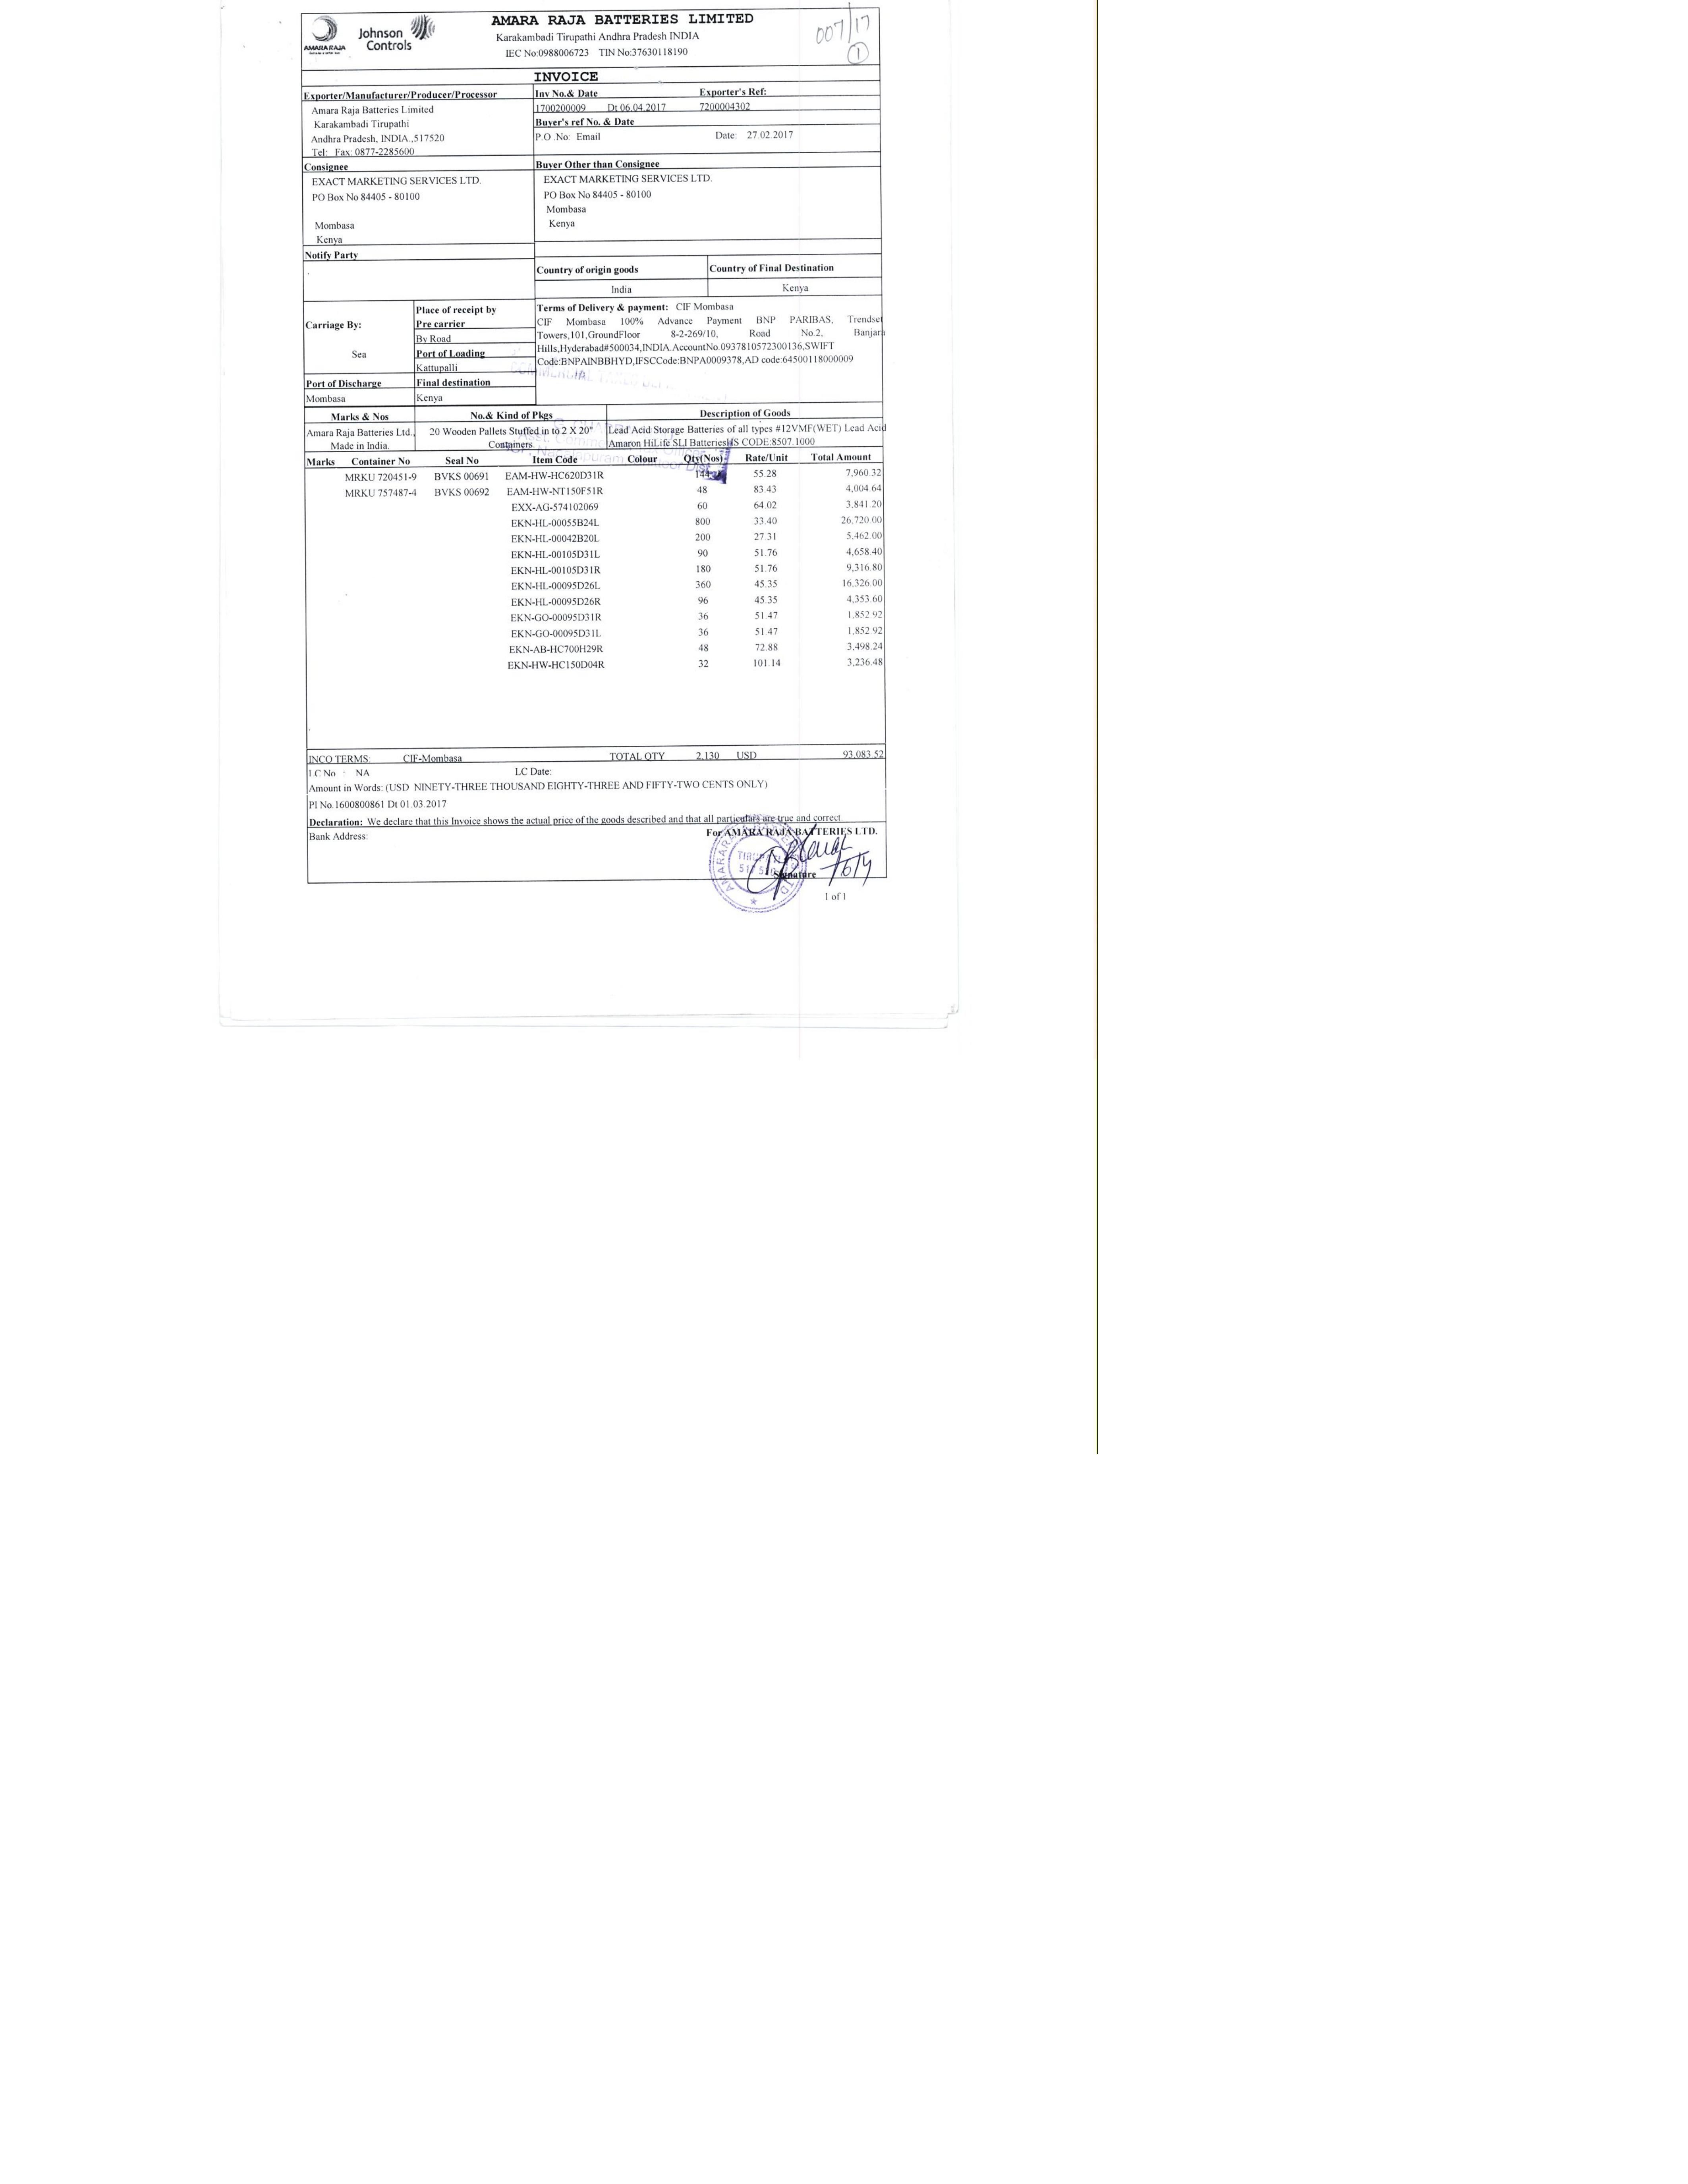 AMARA RAJA BATTERIES LIMITED
Karakambadi Tirupathi Andhra Pradesh INDIA
IEC No:0988006723 TIN No:37630118190
AMARA RAJA
Johnson Controls
007/17
1
INVOICE
Exporter/Manufacturer/Producer/Processor
Amara Raja Batteries Limited
Karakambadi Tirupathi
Andhra Pradesh, INDIA.,517520
Tel: Fax: 0877-2285600
Inv No.& Date Exporter's Ref:
1700200009 Dt 06.04.2017 7200004302
Buyer's ref No. & Date
P.O .No: Email Date: 27.02.2017
Consignee
EXACT MARKETING SERVICES LTD.
PO Box No 84405 - 80100
Mombasa
Kenya
Buyer Other than Consignee
EXACT MARKETING SERVICES LTD.
PO Box No 84405 - 80100
Mombasa
Kenya
Notify Party
Country of origin goods Country of Final Destination
India Kenya
Carriage By:
Sea
Place of receipt by
Pre carrier
By Road
Port of Loading
Kattupalli
Port of Discharge Final destination
Mombasa Kenya
Terms of Delivery & payment: CIF Mombasa
CIF Mombasa 100% Advance Payment BNP PARIBAS, Trendset
Towers,101,GroundFloor 8-2-269/10, Road No.2, Banjara
Hills,Hyderabad#500034,INDIA.AccountNo.0937810572300136,SWIFT
Code:BNPAINBBHYD,IFSCCode:BNPA0009378,AD code:64500118000009
Marks & Nos No.& Kind of Pkgs Description of Goods
Amara Raja Batteries Ltd., 20 Wooden Pallets Stuffed in to 2 X 20" Lead Acid Storage Batteries of all types #12VMF(WET) Lead Acid
Made in India. Containers. Amaron HiLife SLI Batteries HS CODE:8507.1000
Marks Container No Seal No Item Code Colour Qty(Nos) Rate/Unit Total Amount
MRKU 720451-9 BVKS 00691 EAM-HW-HC620D31R 144 55.28 7,960.32
MRKU 757487-4 BVKS 00692 EAM-HW-NT150F51R 48 83.43 4,004.64
EXX-AG-574102069 60 64.02 3,841.20
EKN-HL-00055B24L 800 33.40 26,720.00
EKN-HL-00042B20L 200 27.31 5,462.00
EKN-HL-00105D31L 90 51.76 4,658.40
EKN-HL-00105D31R 180 51.76 9,316.80
EKN-HL-00095D26L 360 45.35 16,326.00
EKN-HL-00095D26R 96 45.35 4,353.60
EKN-GO-00095D31R 36 51.47 1,852.92
EKN-GO-00095D31L 36 51.47 1,852.92
EKN-AB-HC700H29R 48 72.88 3,498.24
EKN-HW-HC150D04R 32 101.14 3,236.48
INCO TERMS: CIF-Mombasa TOTAL QTY 2,130 USD 93,083.52
LC No : NA LC Date:
Amount in Words: (USD NINETY-THREE THOUSAND EIGHTY-THREE AND FIFTY-TWO CENTS ONLY)
PI No.1600800861 Dt 01.03.2017
Declaration: We declare that this Invoice shows the actual price of the goods described and that all particulars are true and correct
Bank Address:
For AMARA RAJA BATTERIES LTD.
Signature
1 of 1